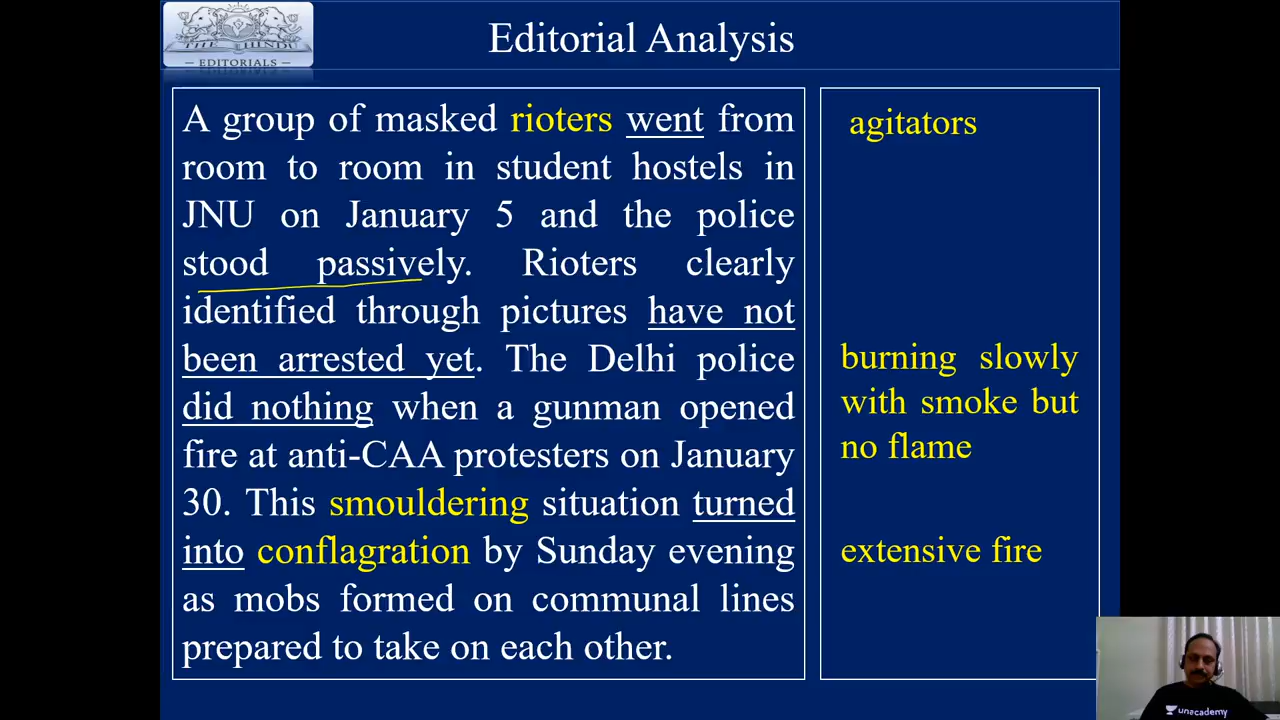 THE HINDU
— EDITORIALS —
Editorial Analysis
A group of masked rioters went from
room to room in student hostels in
JNU on January 5 and the police
stood passively. Rioters clearly
identified through pictures have not
been arrested yet. The Delhi police
did nothing when a gunman opened
fire at anti-CAA protesters on January
30. This smouldering situation turned
into conflagration by Sunday evening
as mobs formed on communal lines
prepared to take on each other.
agitators
burning slowly
with smoke but
no flame
extensive fire
unacademy